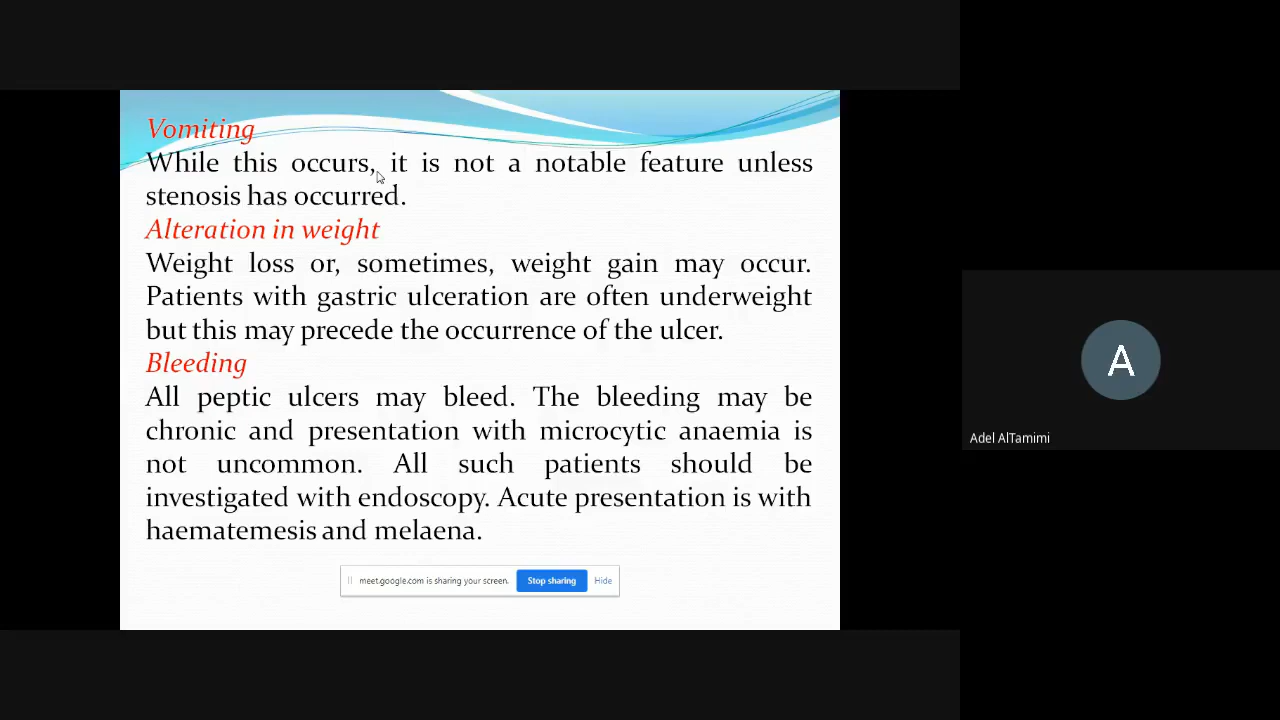 Vomiting
While this occurs, it is not a notable feature unless
stenosis has occurred.
Alteration in weight
Weight loss or, sometimes, weight gain may occur.
Patients with gastric ulceration are often underweight
but this may precede the occurrence of the ulcer.
Bleeding
All peptic ulcers may bleed. The bleeding may be
chronic and presentation with microcytic anaemia is
not uncommon. All such patients should be
investigated with endoscopy. Acute presentation is with
haematemesis and melaena.
meet.google.com is sharing your screen. Stop sharing Hide
A
Adel AlTamimi